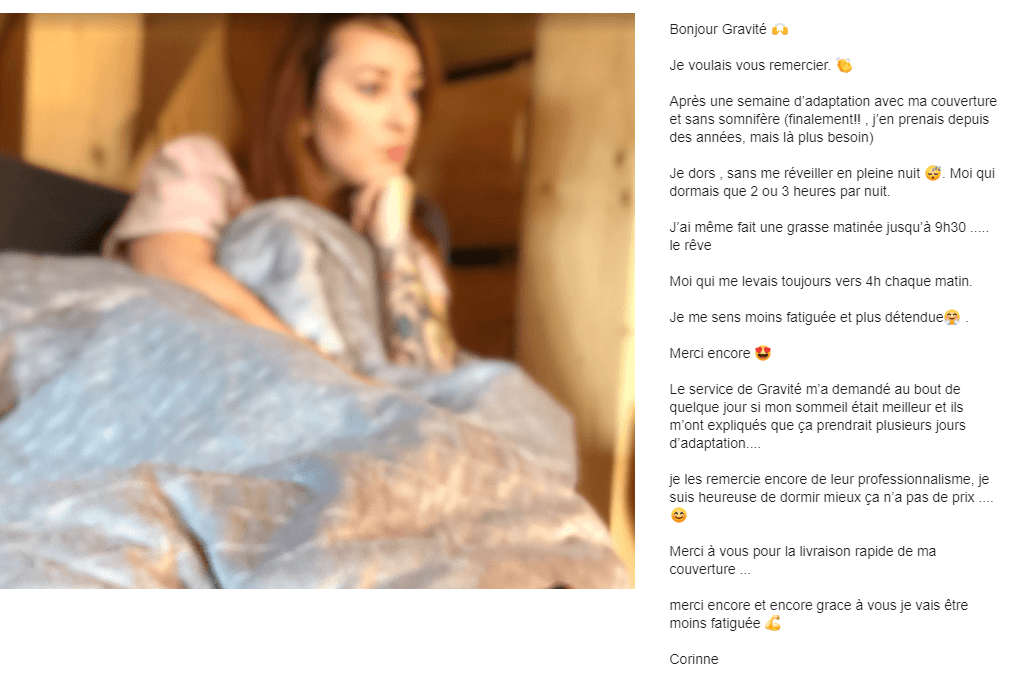 Bonjour Gravité 🙌
Je voulais vous remercier. 👏
Après une semaine d’adaptation avec ma couverture
et sans somnifère (finalement!! , j’en prenais depuis
des années, mais là plus besoin)
Je dors , sans me réveiller en pleine nuit 😴. Moi qui
dormais que 2 ou 3 heures par nuit.
J’ai même fait une grasse matinée jusqu’à 9h30 .....
le rêve
Moi qui me levais toujours vers 4h chaque matin.
Je me sens moins fatiguée et plus détendue🤗 .
Merci encore 😍
Le service de Gravité m’a demandé au bout de
quelque jour si mon sommeil était meilleur et ils
m’ont expliqués que ça prendrait plusieurs jours
d’adaptation....
je les remercie encore de leur professionnalisme, je
suis heureuse de dormir mieux ça n’a pas de prix ....
😊
Merci à vous pour la livraison rapide de ma
couverture ...
merci encore et encore grace à vous je vais être
moins fatiguée 💪
Corinne